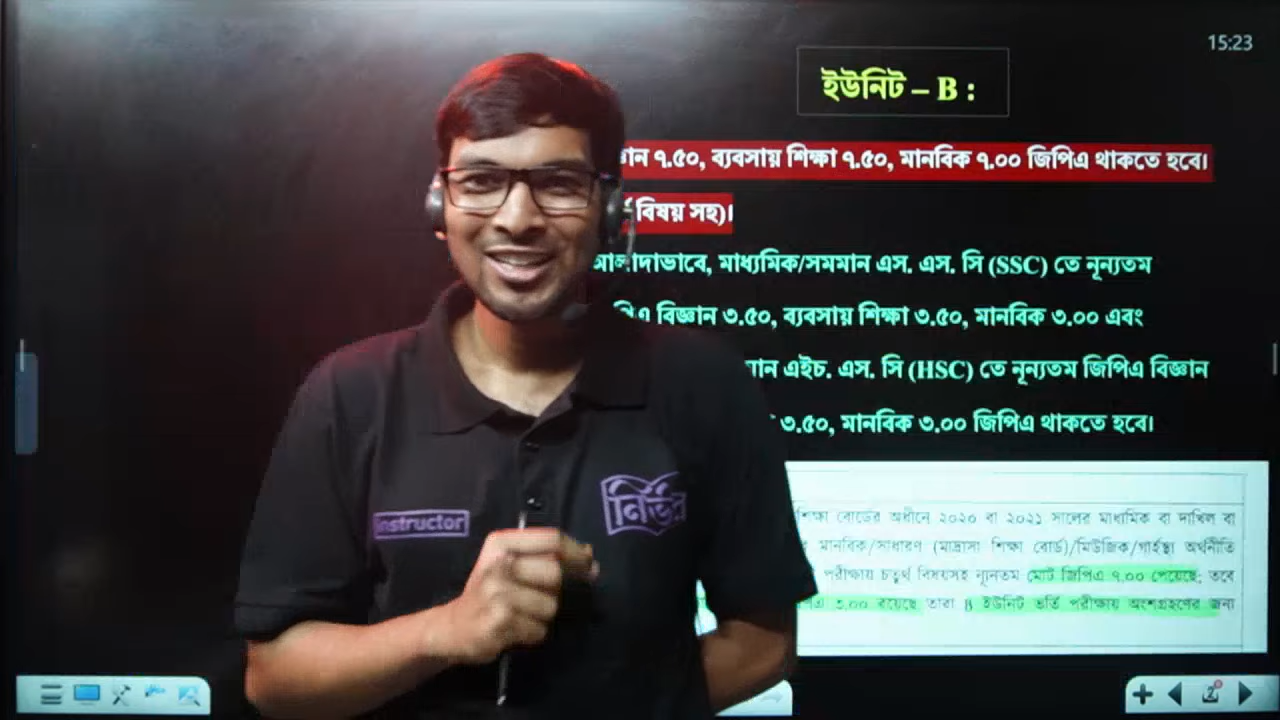 15:23
ইউনিট – B :
৭.৫০, ব্যবসায় শিক্ষা ৭.৫০, মানবিক ৭.০০ জিপিএ থাকতে হবে।
বিষয় সহ)।
আলাদাভাবে, মাধ্যমিক/সমমান এস. এস. সি (SSC) তে নূন্যতম
বিজ্ঞান ৩.৫০, ব্যবসায় শিক্ষা ৩.৫০, মানবিক ৩.০০ এবং
এইচ. এস. সি (HSC) তে নূন্যতম জিপিএ বিজ্ঞান
৩.৫০, মানবিক ৩.০০ জিপিএ থাকতে হবে।
নির্ভর
Instructor
শিক্ষা বোর্ডের অধীনে ২০২০ বা ২০২১ সালের মাধ্যমিক বা দাখিল বা
মানবিক/সাধারণ (মাদ্রাসা শিক্ষা বোর্ড)/মিউজিক/গার্হস্থ্য অর্থনীতি
পরীক্ষায় চতুর্থ বিষয়সহ ন্যূনতম মোট জিপিএ ৭.০০ পেয়েছে; তবে
৩.০০ রয়েছে তারা B ইউনিট ভর্তি পরীক্ষায় অংশগ্রহণের জন্য